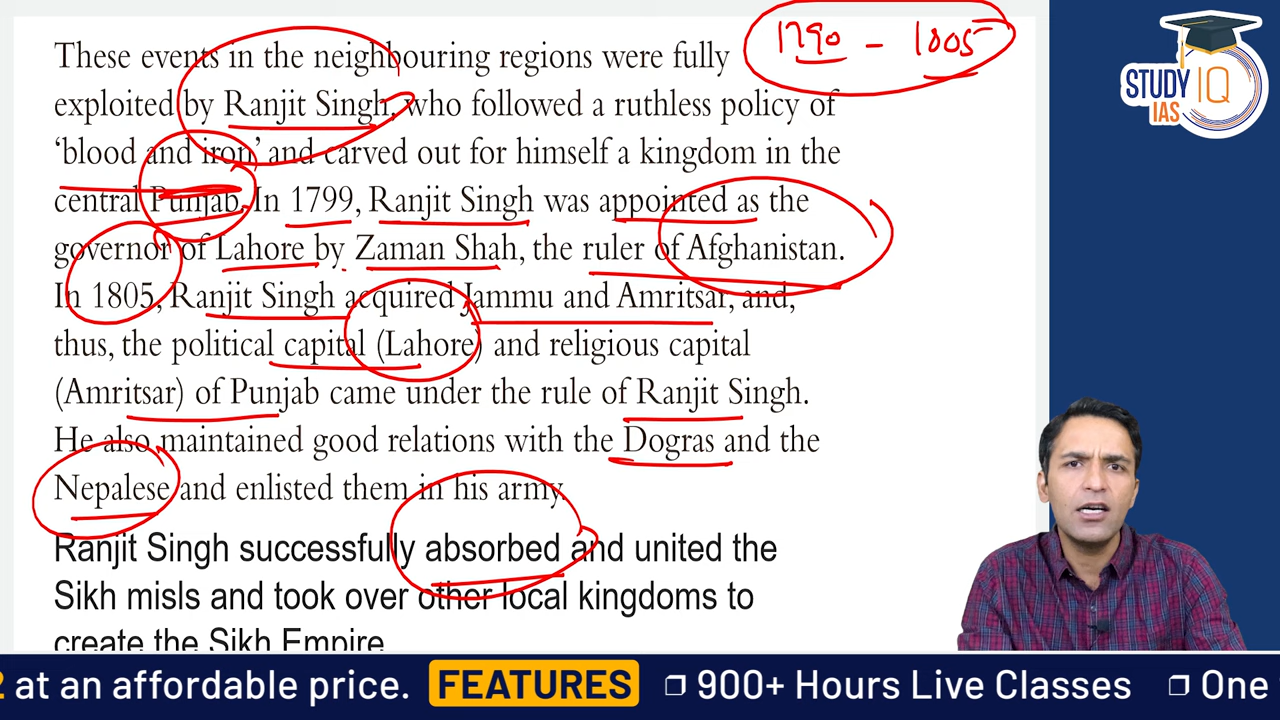 1790 - 1805
STUDY IQ
IAS
These events in the neighbouring regions were fully
exploited by Ranjit Singh, who followed a ruthless policy of
‘blood and iron,’ and carved out for himself a kingdom in the
central Punjab. In 1799, Ranjit Singh was appointed as the
governor of Lahore by Zaman Shah, the ruler of Afghanistan.
In 1805, Ranjit Singh acquired Jammu and Amritsar, and,
thus, the political capital (Lahore) and religious capital
(Amritsar) of Punjab came under the rule of Ranjit Singh.
He also maintained good relations with the Dogras and the
Nepalese and enlisted them in his army.
Ranjit Singh successfully absorbed and united the
Sikh misls and took over other local kingdoms to
create the Sikh Empire
2 at an affordable price. FEATURES 900+ Hours Live Classes One